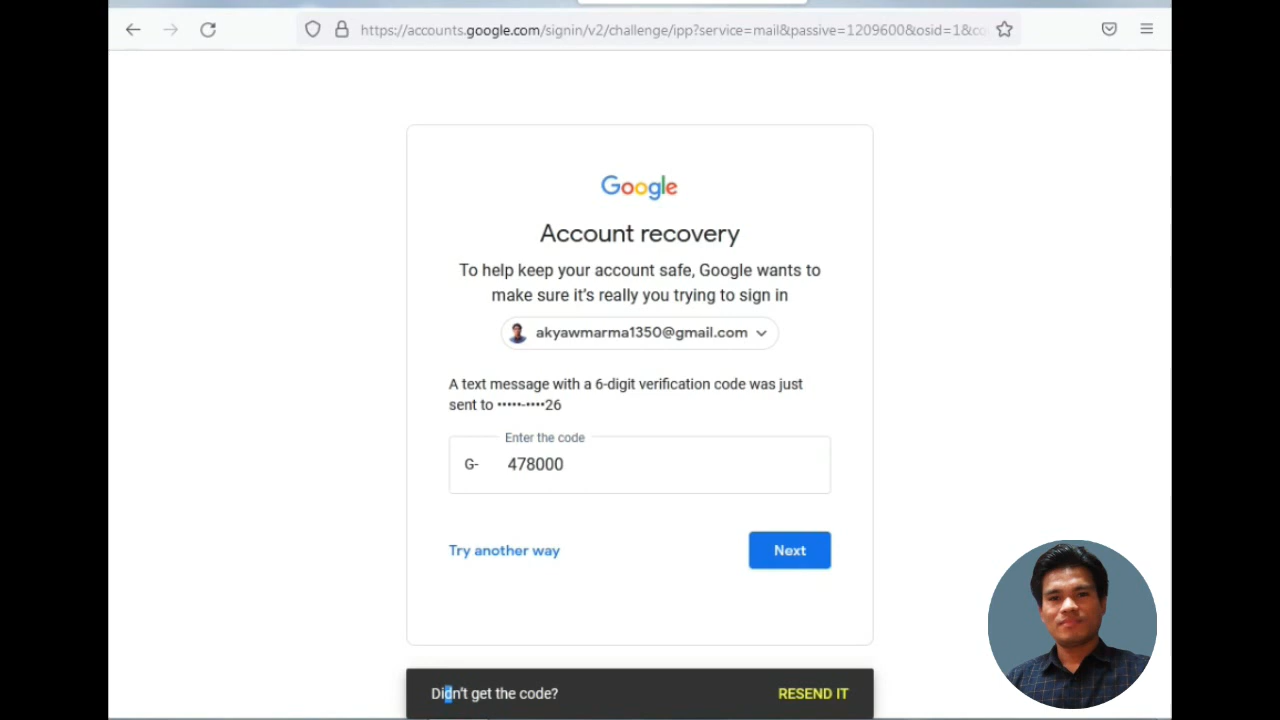 https://accounts.google.com/signin/v2/challenge/ipp?service=mail&passive=1209600&osid=1&co
Google
Account recovery
To help keep your account safe, Google wants to
make sure it's really you trying to sign in
akyawmarma1350@gmail.com
A text message with a 6-digit verification code was just
sent to •••••-••••26
Enter the code
G- 478000
Try another way
Next
Didn't get the code?
RESEND IT